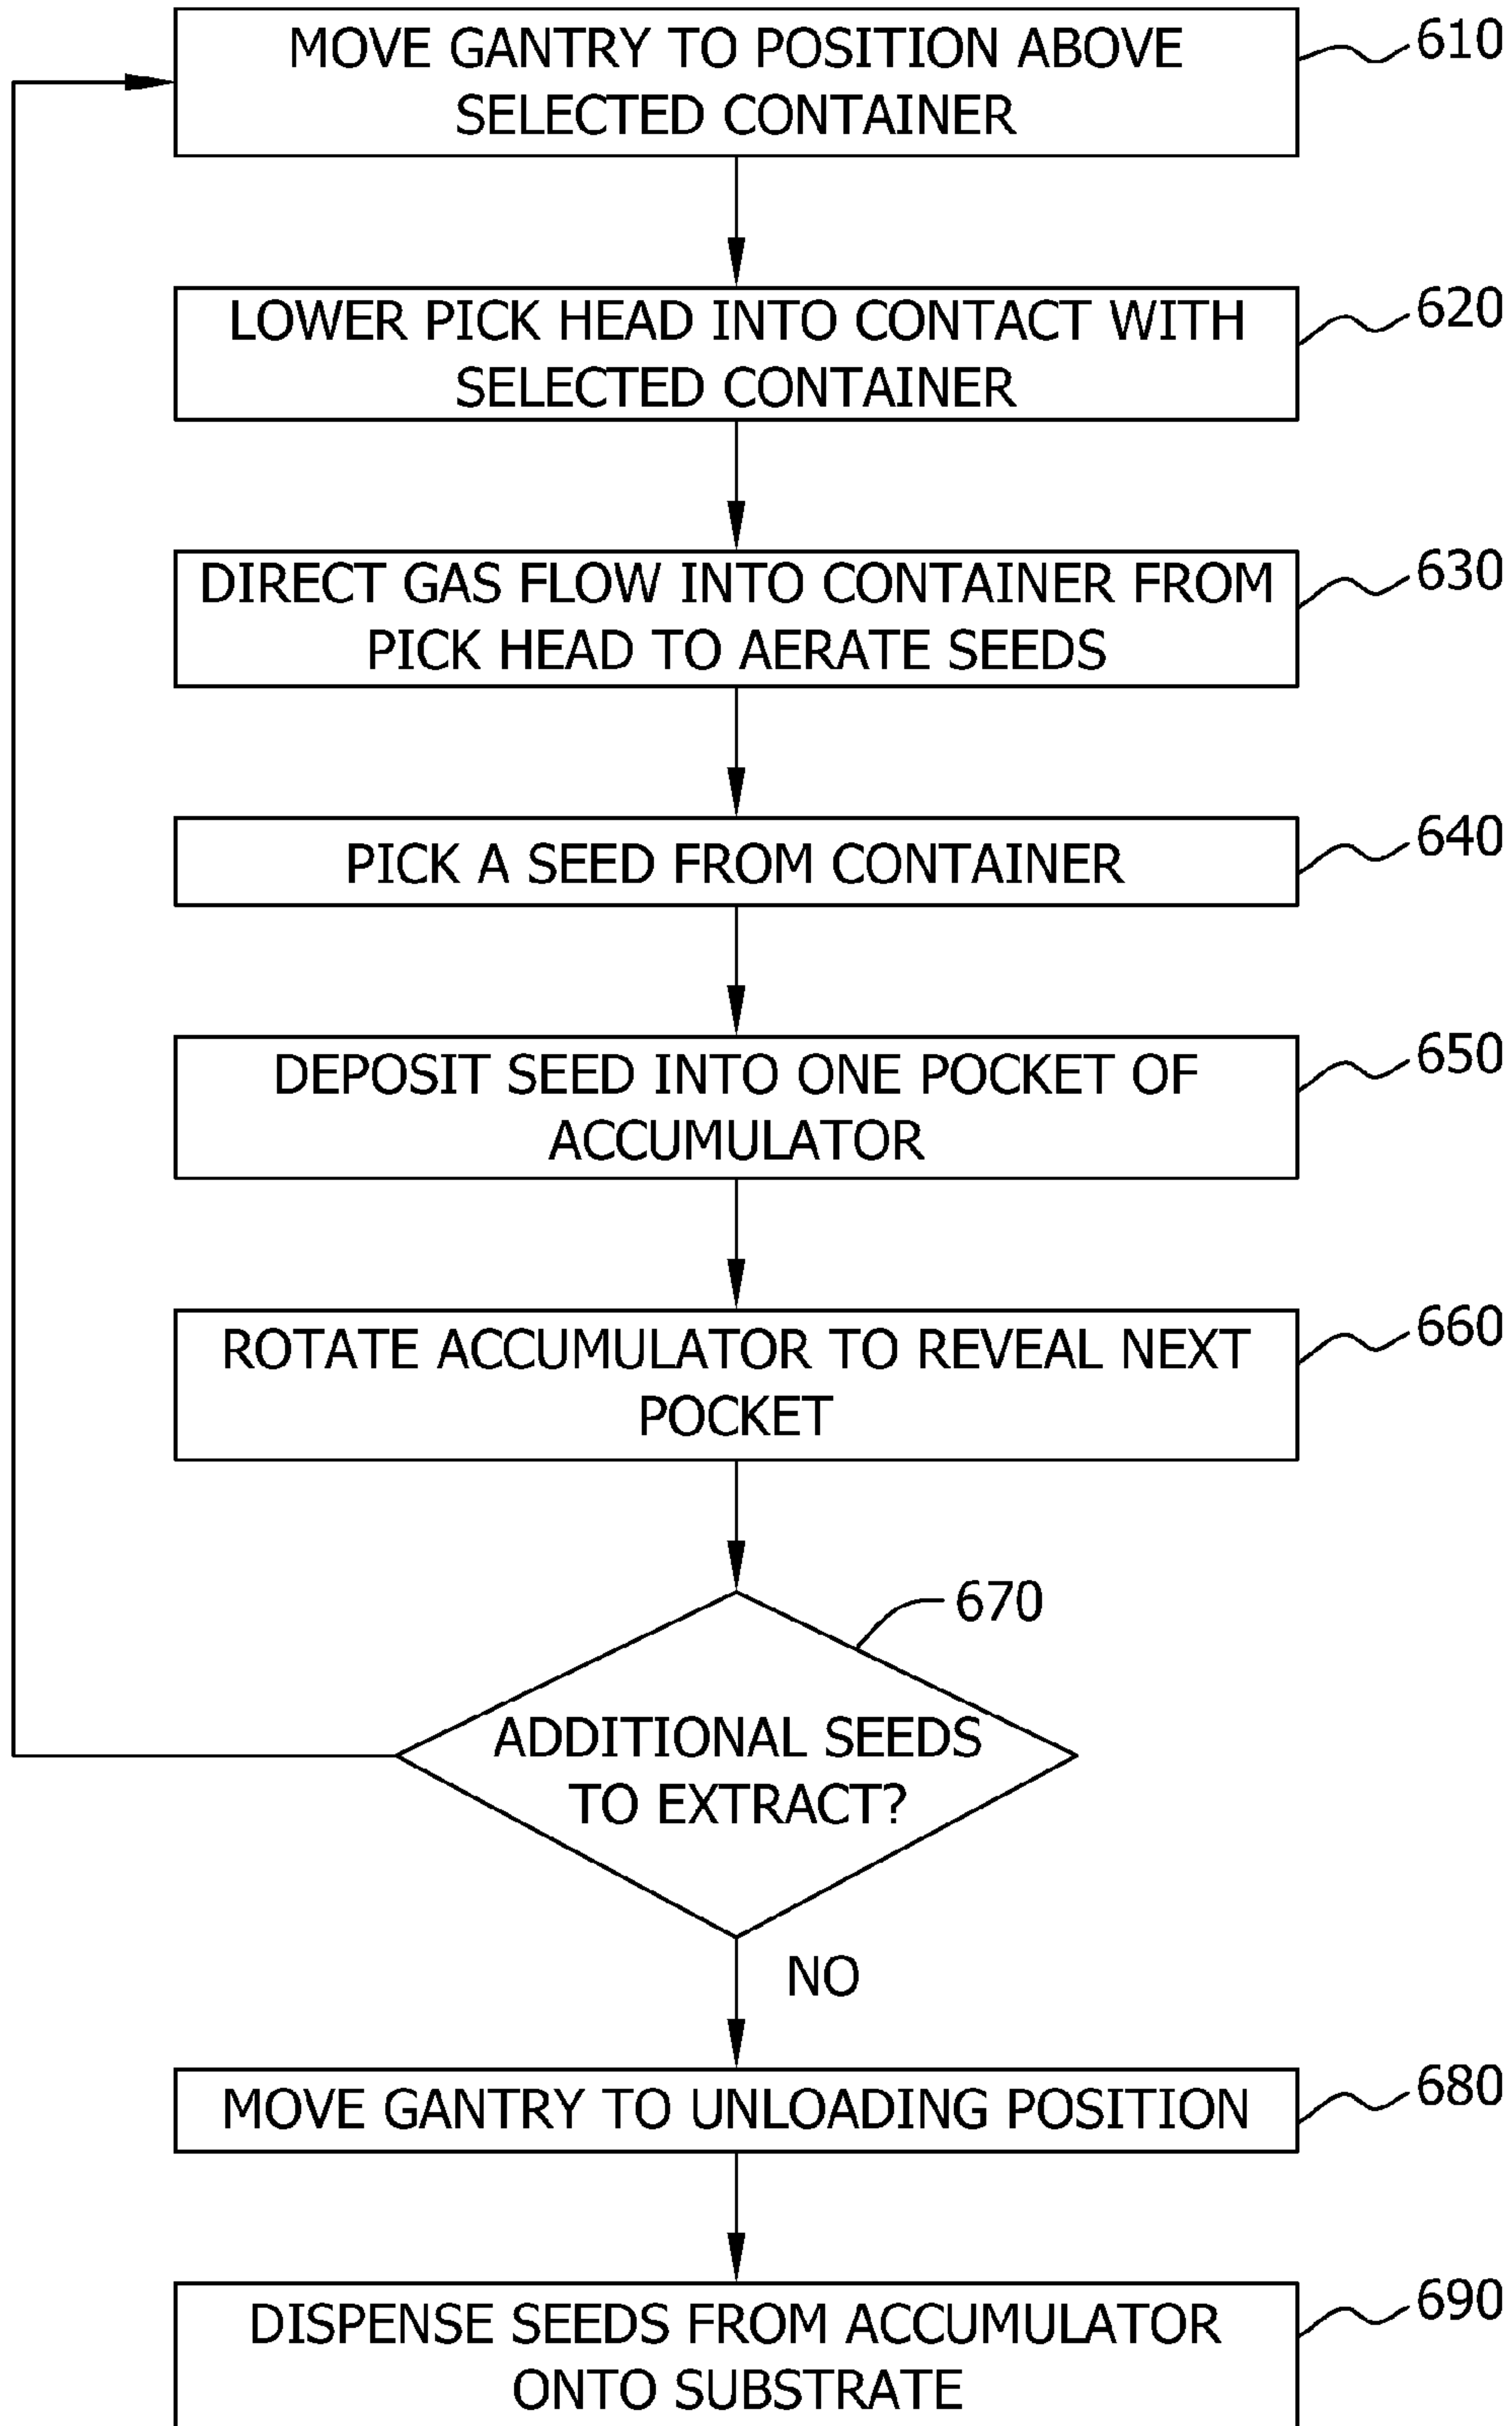 MOVE GANTRY TO POSITION ABOVE
SELECTED CONTAINER
610
LOWER PICK HEAD INTO CONTACT WITH
SELECTED CONTAINER
620
DIRECT GAS FLOW INTO CONTAINER FROM
PICK HEAD TO AERATE SEEDS
630
PICK A SEED FROM CONTAINER
640
DEPOSIT SEED INTO ONE POCKET OF
ACCUMULATOR
650
ROTATE ACCUMULATOR TO REVEAL NEXT
POCKET
660
670
ADDITIONAL SEEDS
TO EXTRACT?
NO
MOVE GANTRY TO UNLOADING POSITION
680
DISPENSE SEEDS FROM ACCUMULATOR
ONTO SUBSTRATE
690